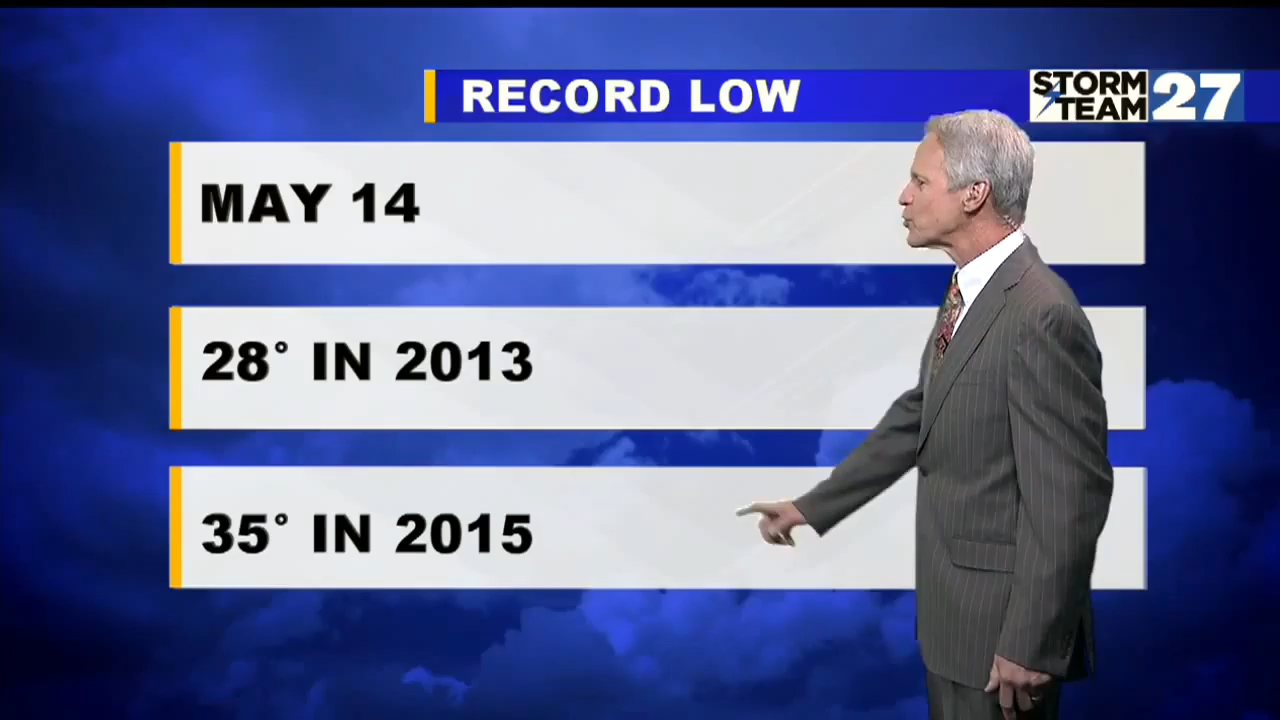 RECORD LOW
STORM TEAM 27
MAY 14
28° IN 2013
35° IN 2015